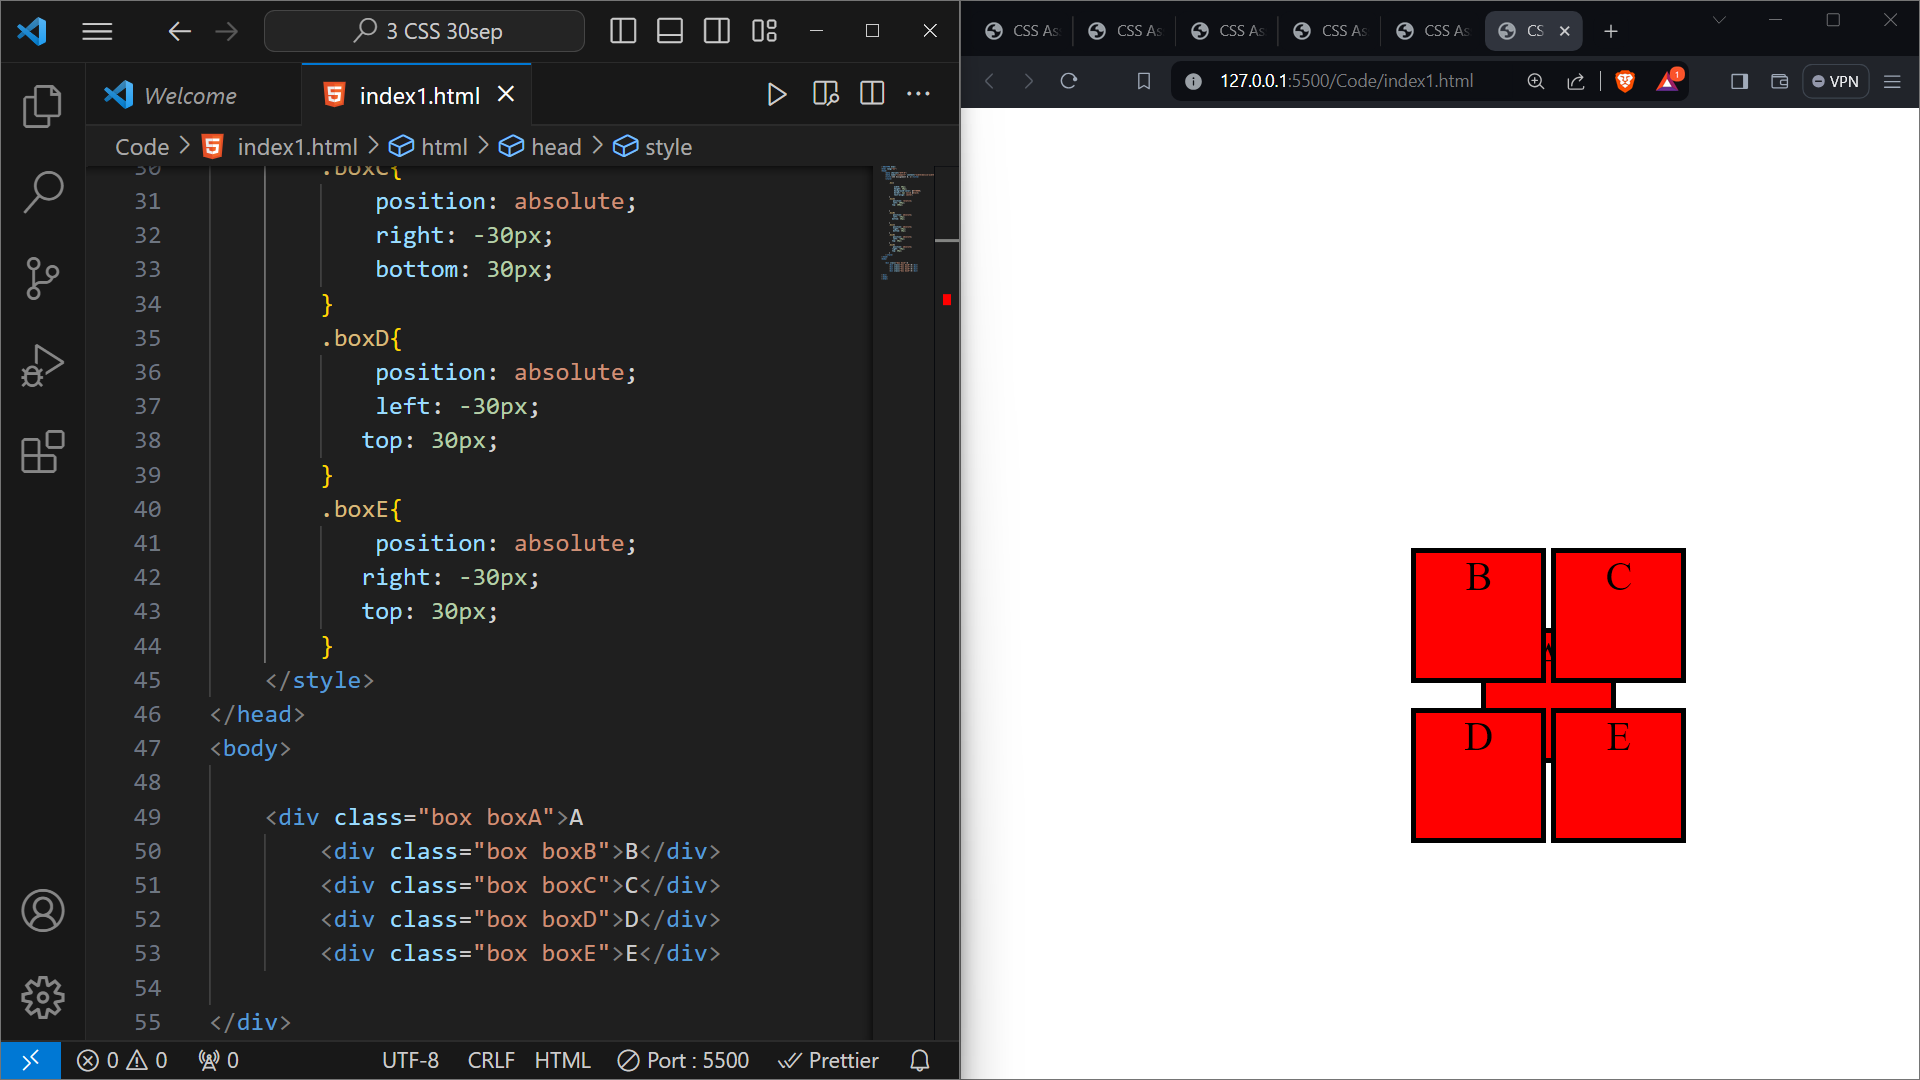 3 CSS 30sep
Welcome
index1.html
Code > index1.html > html > head > style
30 .boxC{
31 position: absolute;
32 right: -30px;
33 bottom: 30px;
34 }
35 .boxD{
36 position: absolute;
37 left: -30px;
38 top: 30px;
39 }
40 .boxE{
41 position: absolute;
42 right: -30px;
43 top: 30px;
44 }
45 </style>
46 </head>
47 <body>
48
49 <div class="box boxA">A
50 <div class="box boxB">B</div>
51 <div class="box boxC">C</div>
52 <div class="box boxD">D</div>
53 <div class="box boxE">E</div>
54
55 </div>
0 0 0 UTF-8 CRLF HTML Port : 5500 Prettier
CSS As CSS As CSS As CSS As CSS As CS
127.0.0.1:5500/Code/index1.html 1 VPN
B C
A
D E